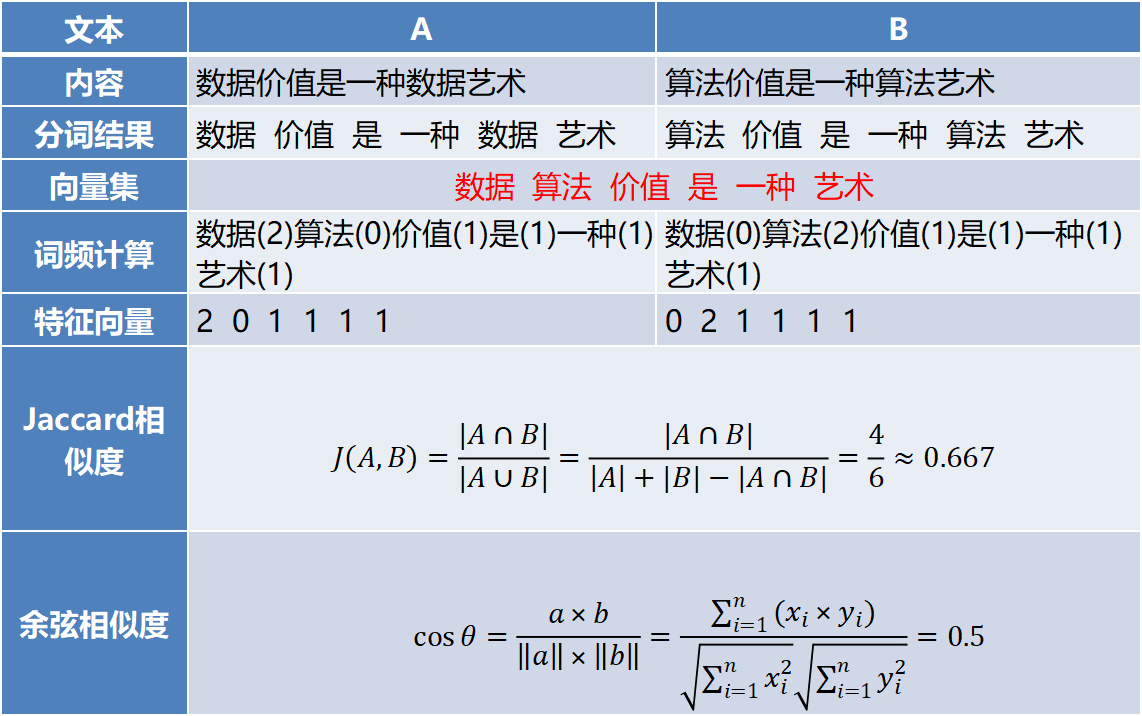 文本 A B
内容 数据价值是一种数据艺术 算法价值是一种算法艺术
分词结果 数据 价值 是 一种 数据 艺术 算法 价值 是 一种 算法 艺术
向量集 数据 算法 价值 是 一种 艺术
词频计算 数据(2)算法(0)价值(1)是(1)一种(1) 数据(0)算法(2)价值(1)是(1)一种(1)
艺术(1) 艺术(1)
特征向量 2 0 1 1 1 1 0 2 1 1 1 1
Jaccard相
似度
J(A, B) = |A ∩ B| / |A ∪ B| = |A ∩ B| / (|A| + |B| − |A ∩ B|) = 4/6 ≈ 0.667
余弦相似度
cos θ = (a × b) / (‖a‖ × ‖b‖) = ∑ⁿᵢ₌₁ (xᵢ × yᵢ) / (√(∑ⁿᵢ₌₁ xᵢ²) √(∑ⁿᵢ₌₁ yᵢ²)) = 0.5